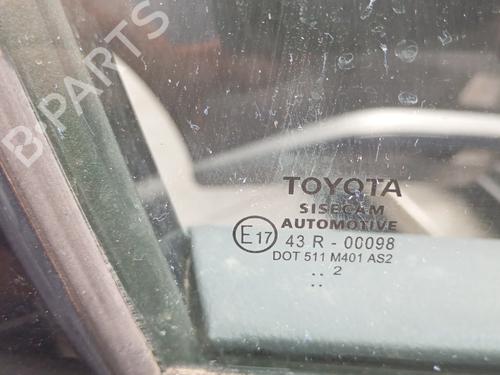 B-PARTS
TOYOTA
SISECAM
AUTOMOTIVE
E17 43 R - 00098
DOT 511 M401 AS2
.. 2
..